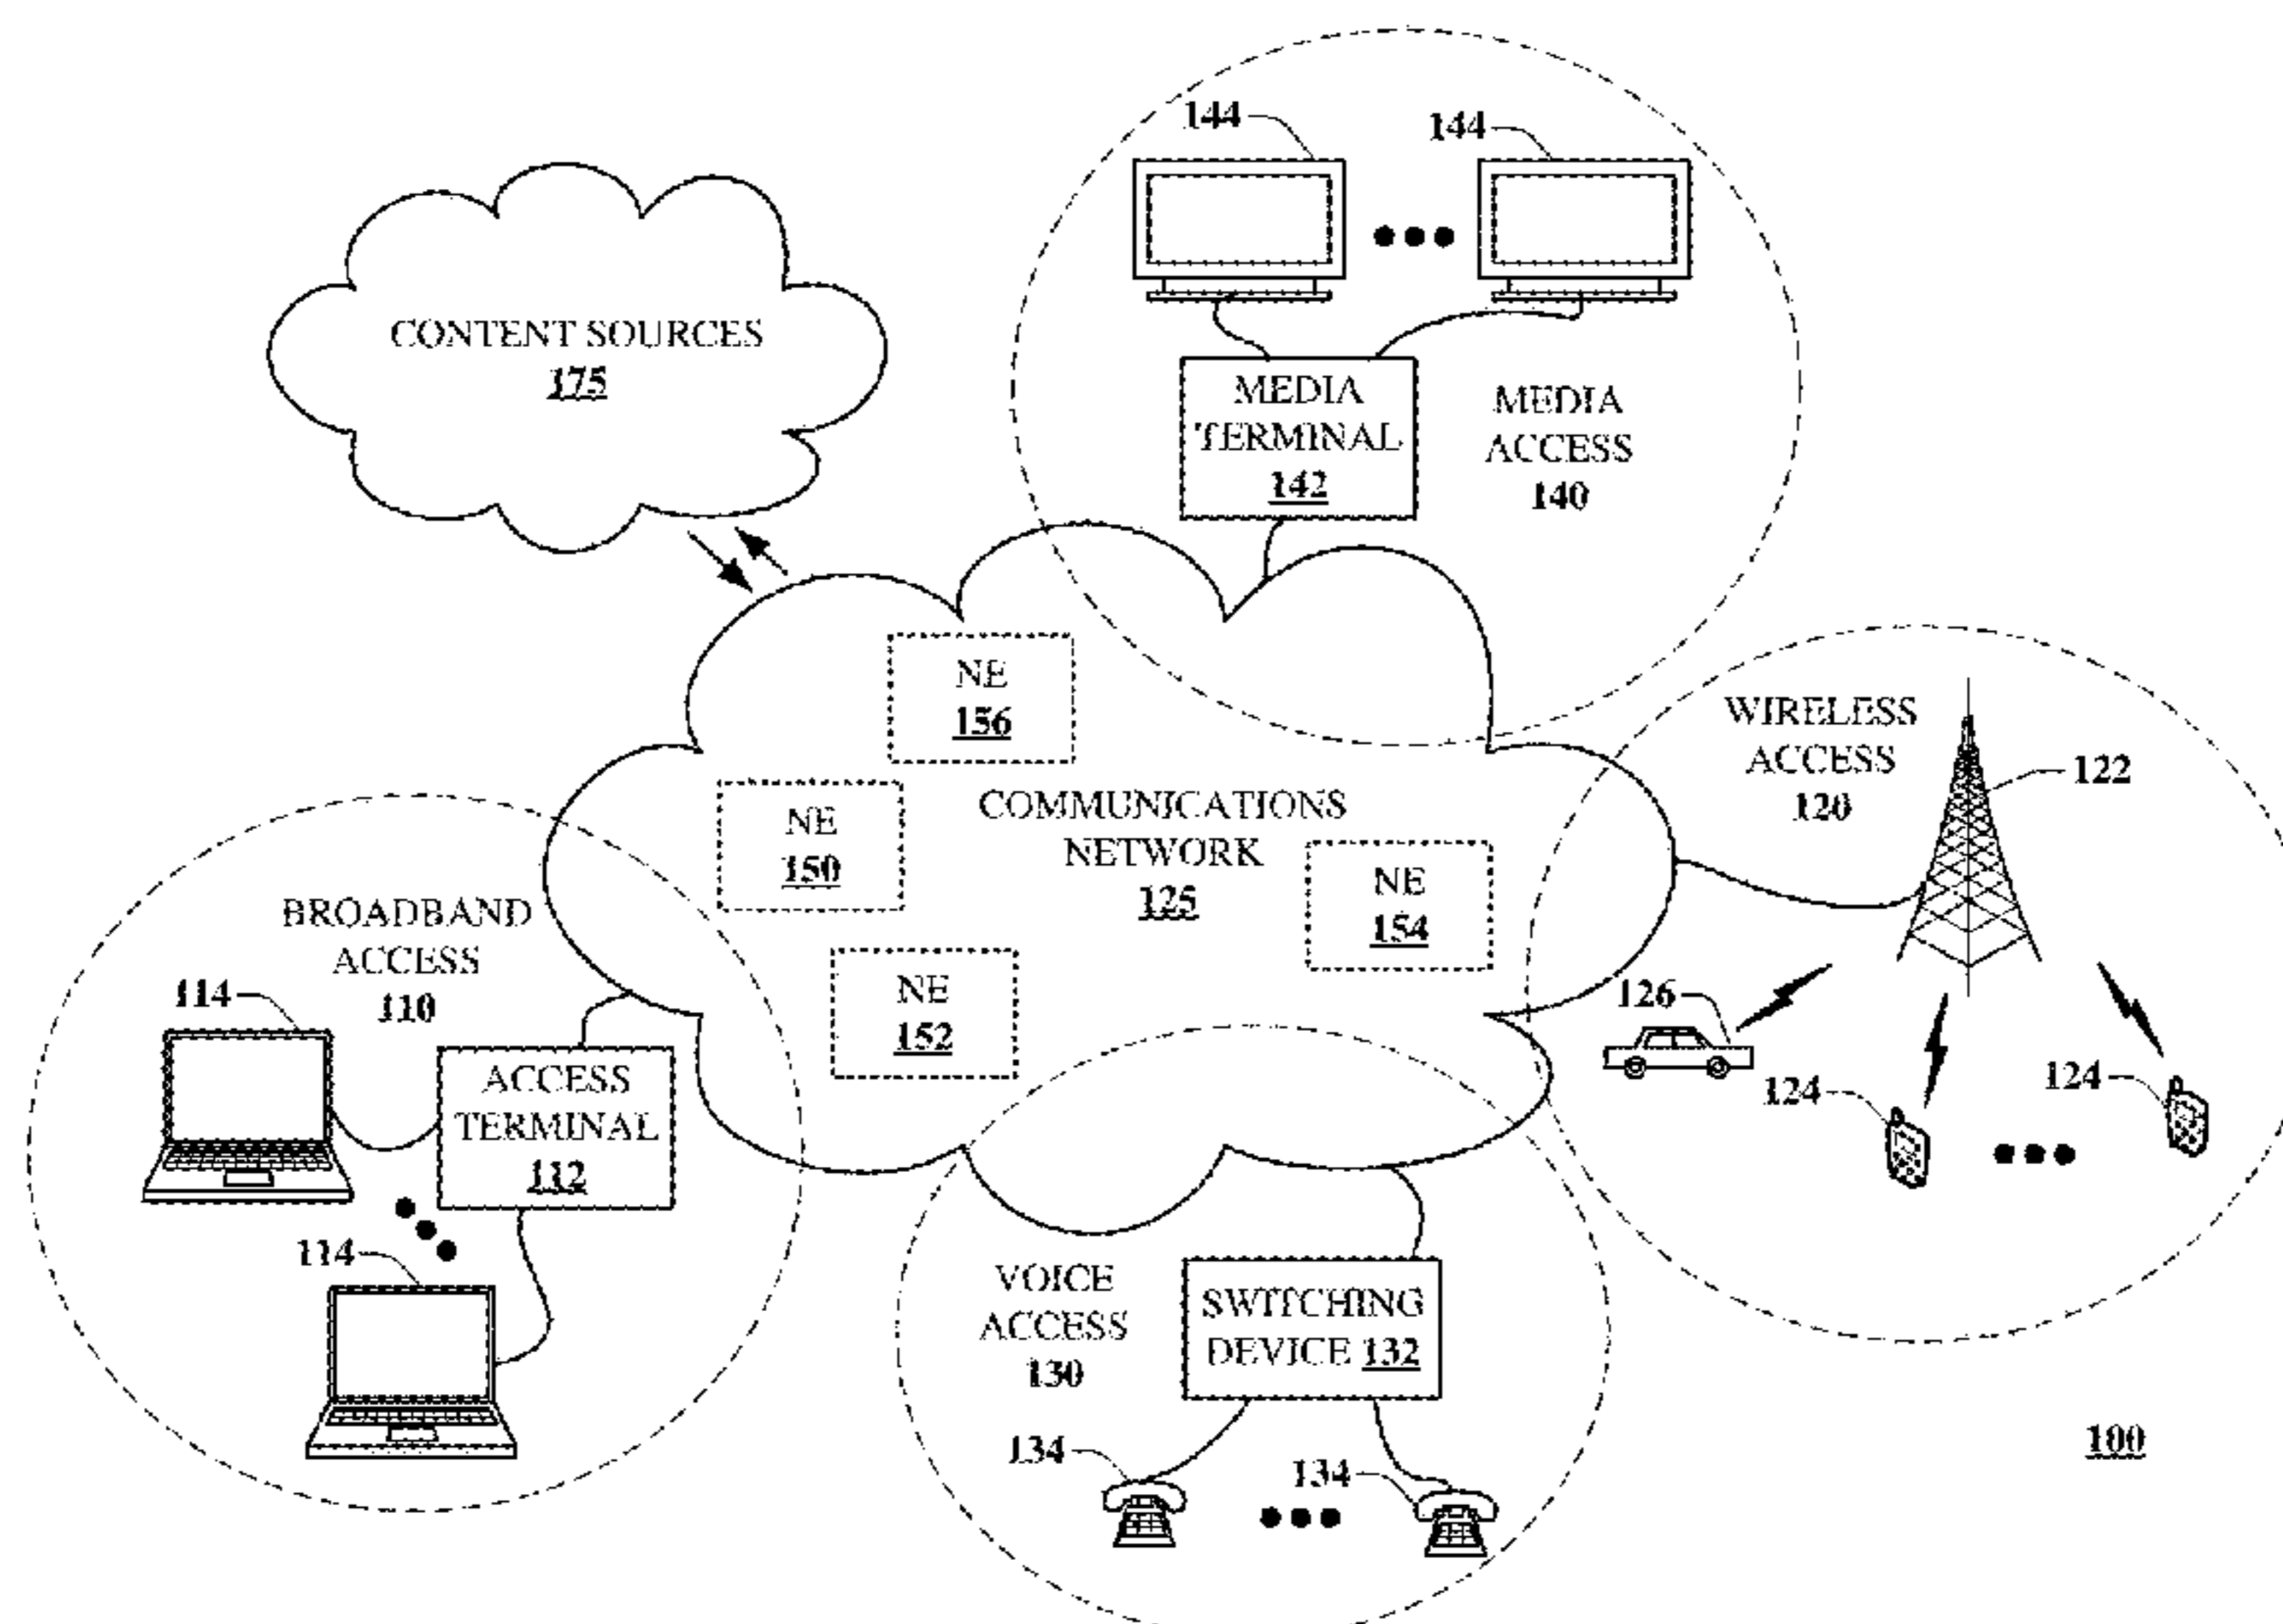 144
144
CONTENT SOURCES
175
MEDIA
TERMINAL
142
MEDIA
ACCESS
140
NE
156
WIRELESS
ACCESS
120
122
NE
150
COMMUNICATIONS
NETWORK
125
NE
154
BROADBAND
ACCESS
110
114
NE
152
126
ACCESS
TERMINAL
112
124
124
114
VOICE
ACCESS
130
SWITCHING
DEVICE 132
134
134
100